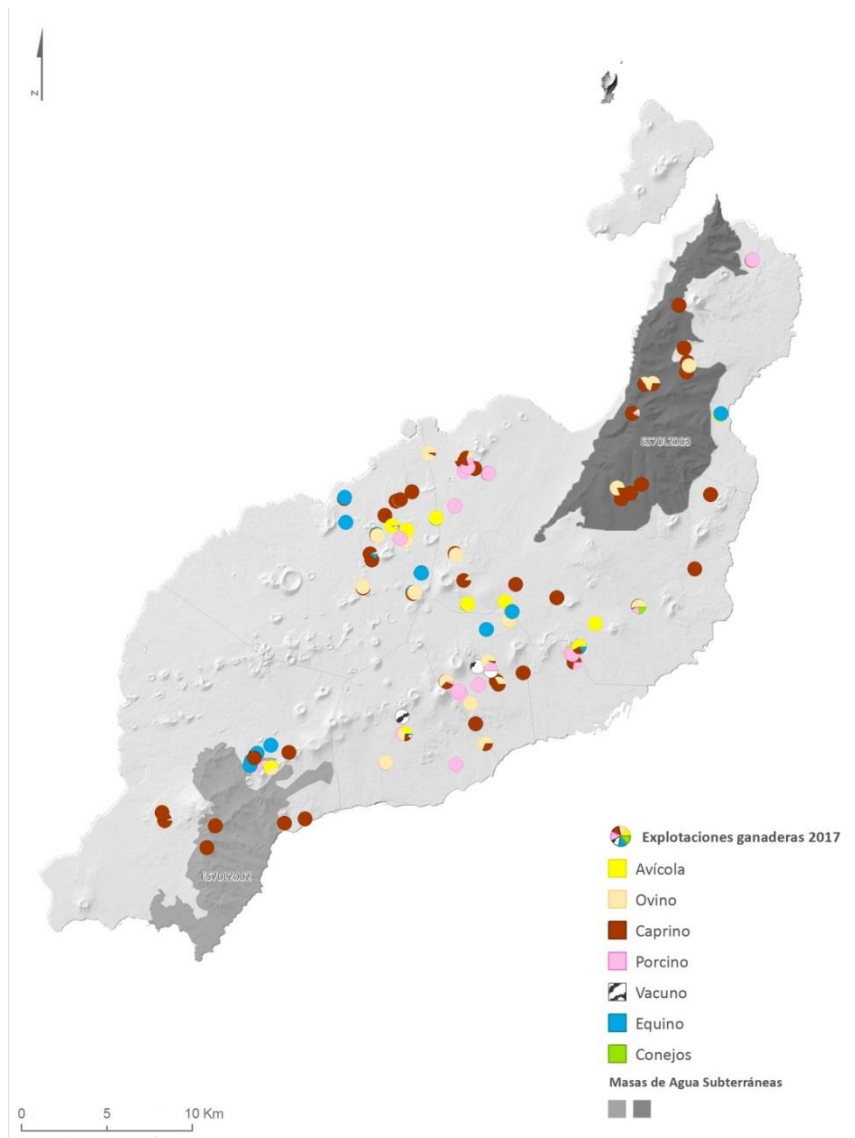 z
ES70LZ003
ES70LZ002
Explotaciones ganaderas 2017
Avícola
Ovino
Caprino
Porcino
Vacuno
Equino
Conejos
Masas de Agua Subterráneas
0 5 10 Km